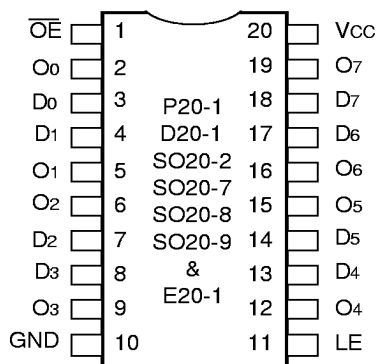 OE 1 20 VCC
O0 2 19 O7
D0 3 P20-1 18 D7
D1 4 D20-1 17 D6
O1 5 SO20-2 16 O6
O2 6 SO20-7 15 O5
D2 7 SO20-8 14 D5
D3 8 SO20-9 13 D4
&
O3 9 E20-1 12 O4
GND 10 11 LE